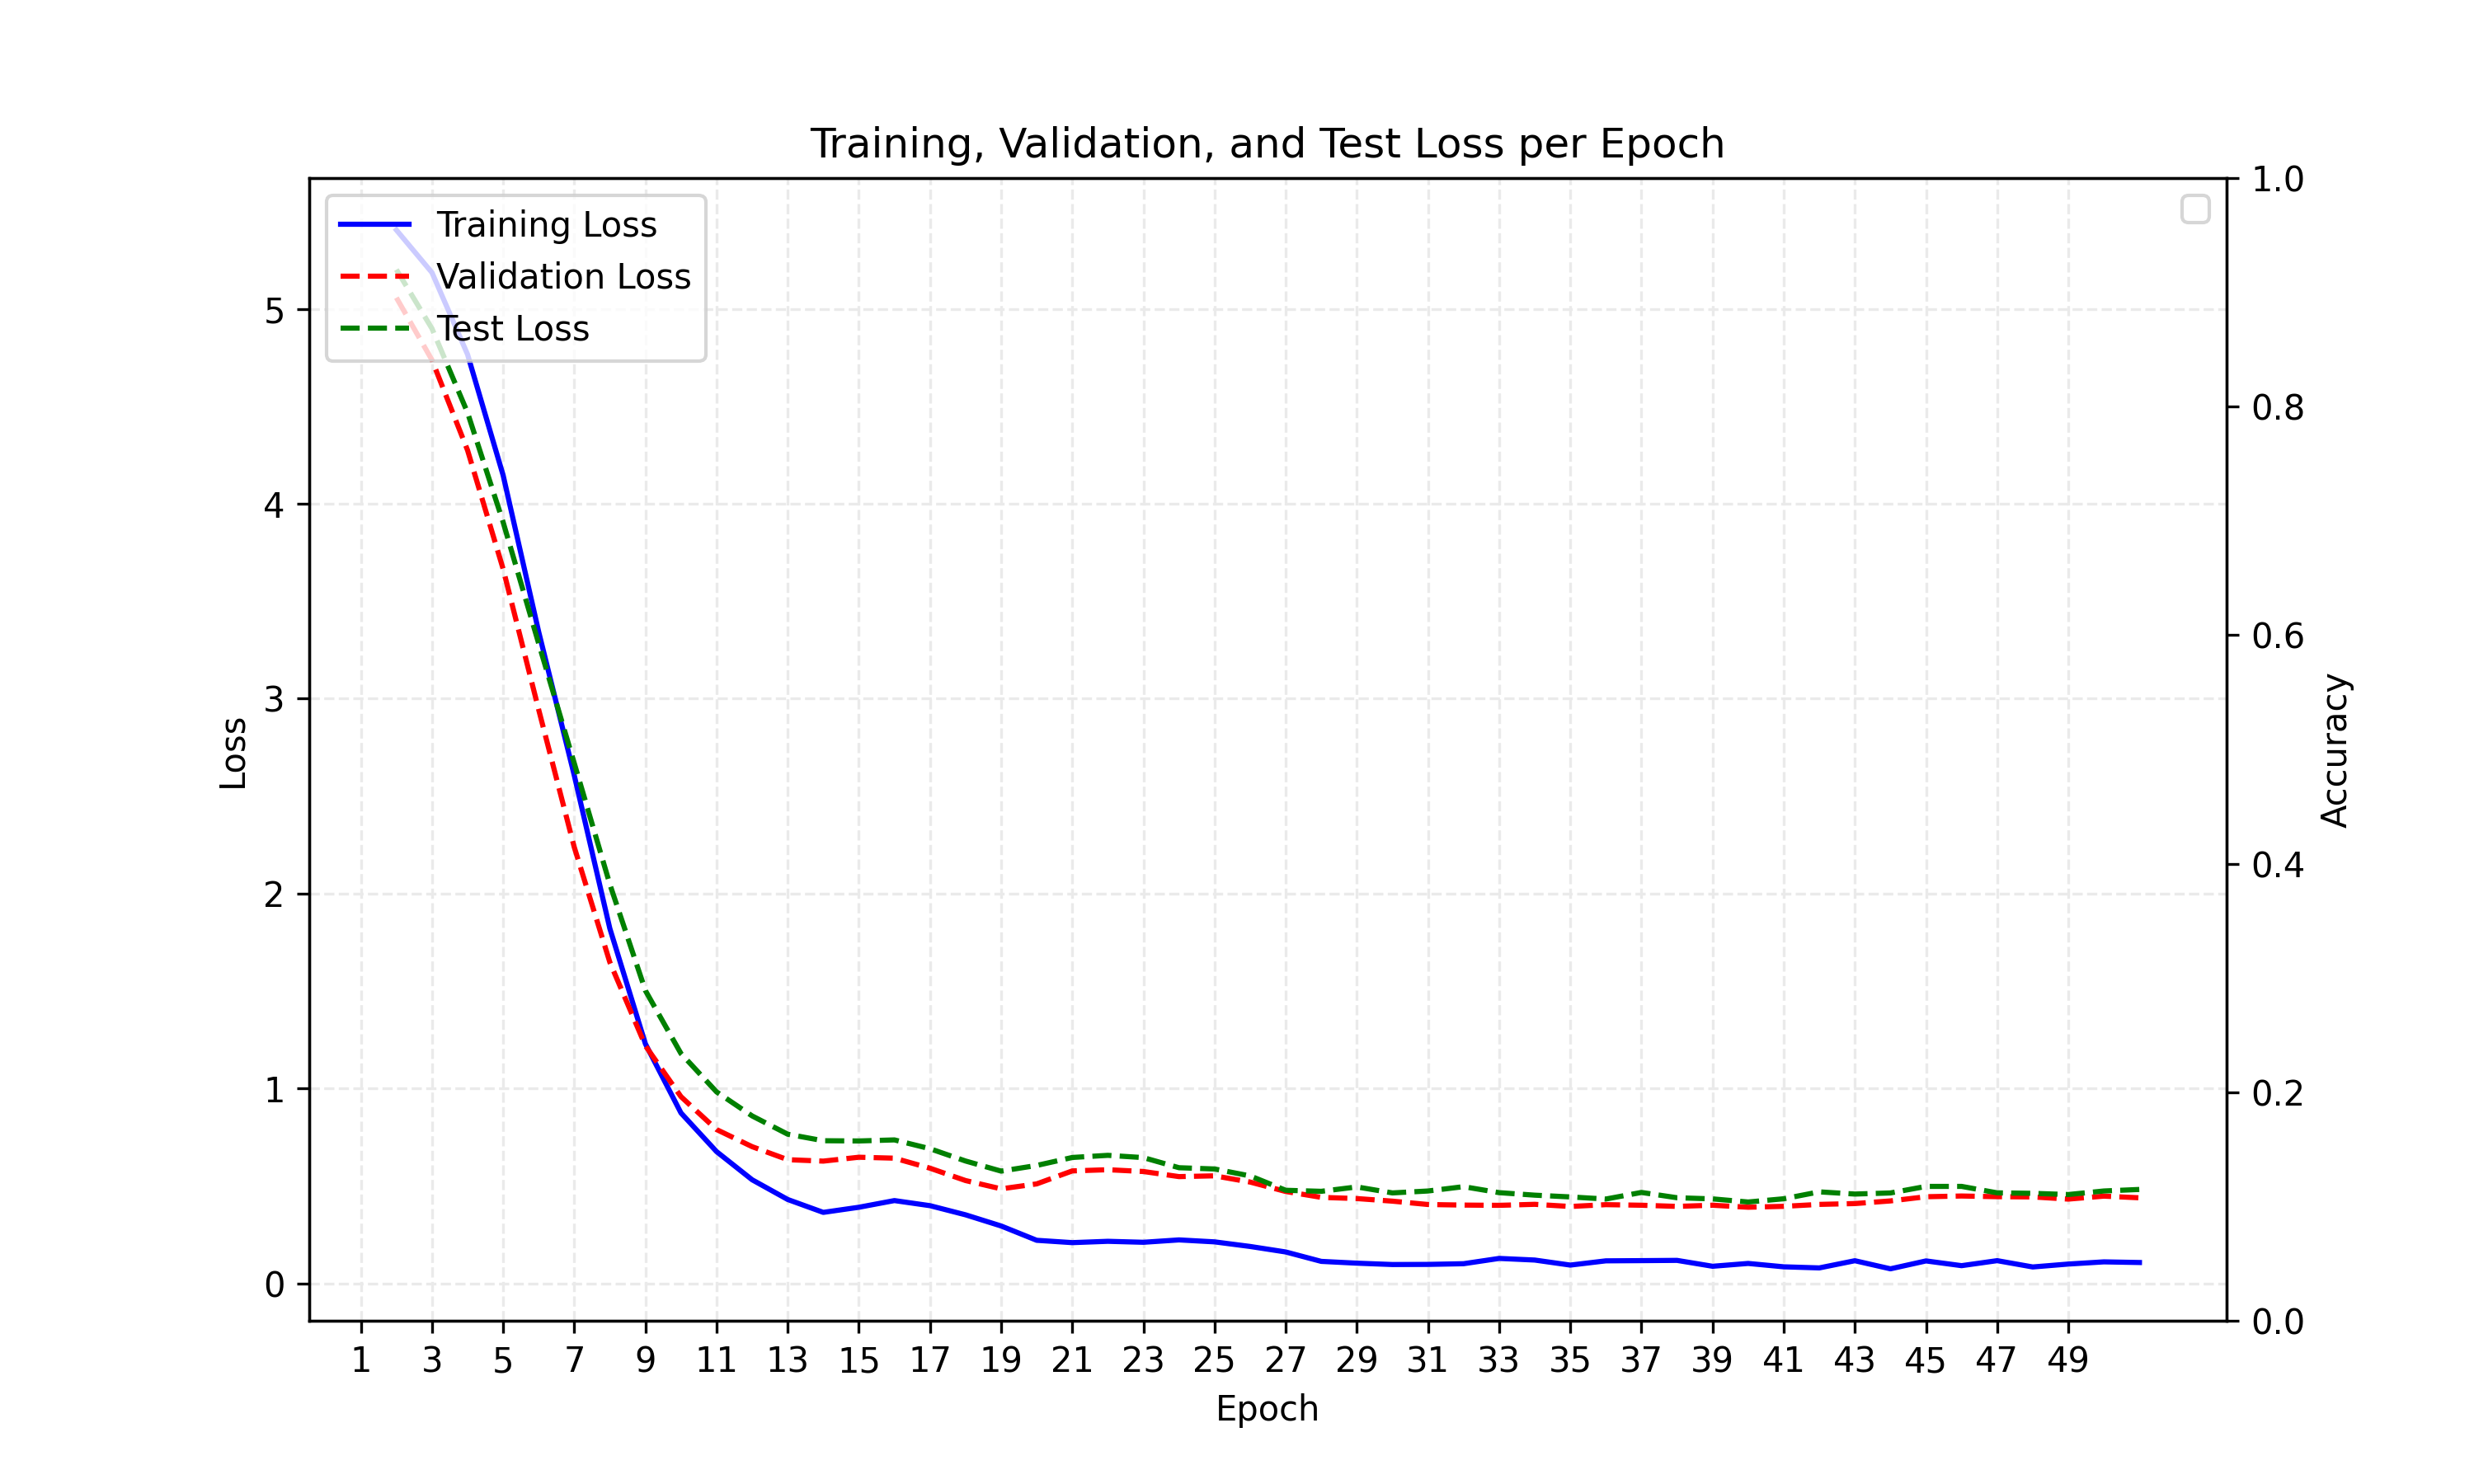 Training, Validation, and Test Loss per Epoch
Training Loss
Validation Loss
Test Loss
5
4
3
2
1
0
Loss
1.0
0.8
0.6
0.4
0.2
0.0
Accuracy
1 3 5 7 9 11 13 15 17 19 21 23 25 27 29 31 33 35 37 39 41 43 45 47 49
Epoch